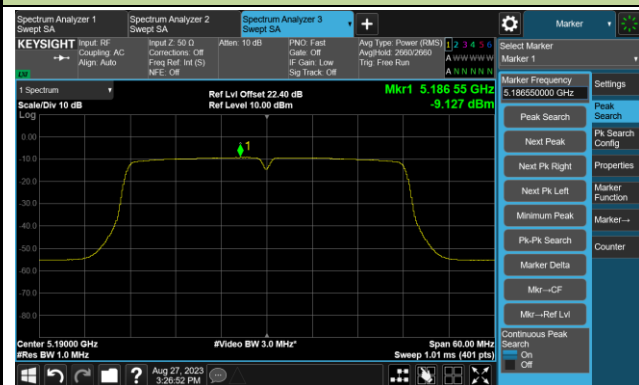 Spectrum Analyzer 1
Swept SA
Spectrum Analyzer 2
Swept SA
Spectrum Analyzer 3
Swept SA
Marker
KEYSIGHT
Input: RF
Coupling: AC
Align: Auto
Input Z: 50 Ω
Corrections: Off
Freq Ref: Int (S)
NFE: Off
Atten: 10 dB
PNO: Fast
Gate: Off
IF Gain: Low
Sig Track: Off
Avg Type: Power (RMS)
Avg|Hold: 2660/2660
Trig: Free Run
1 2 3 4 5 6
A W W W W W
A N N N N N
Select Marker
Marker 1
1 Spectrum
Scale/Div 10 dB
Log
Ref Lvl Offset 22.40 dB
Ref Level 10.00 dBm
Mkr1 5.186 55 GHz
-9.127 dBm
1
0.00
-10.0
-20.0
-30.0
-40.0
-50.0
-60.0
-70.0
-80.0
Center 5.19000 GHz
#Res BW 1.0 MHz
#Video BW 3.0 MHz*
Span 60.00 MHz
Sweep 1.01 ms (401 pts)
Marker Frequency
5.186550000 GHz
Peak Search
Next Peak
Next Pk Right
Next Pk Left
Minimum Peak
Pk-Pk Search
Marker Delta
Mkr→CF
Mkr→Ref Lvl
Continuous Peak
Search
On
Off
Settings
Peak
Search
Pk Search
Config
Properties
Marker
Function
Marker→
Counter
?
Aug 27, 2023
3:26:52 PM